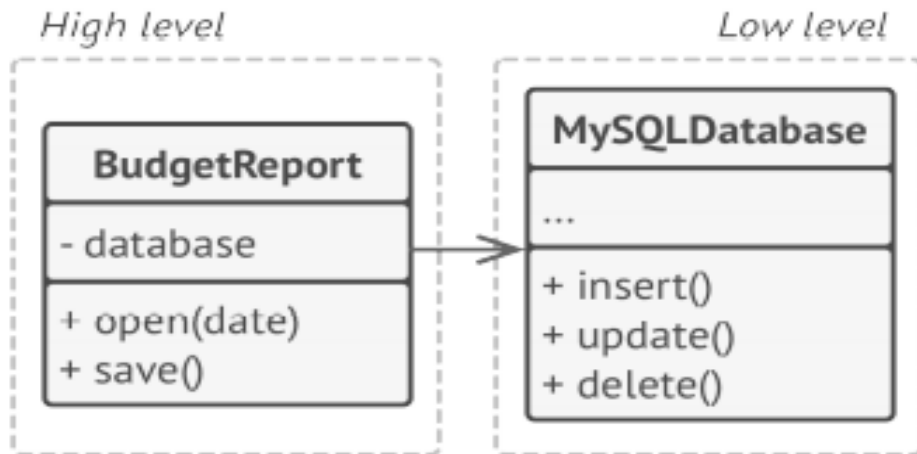 High level
Low level
BudgetReport
- database
+ open(date)
+ save()
MySQLDatabase
...
+ insert()
+ update()
+ delete()